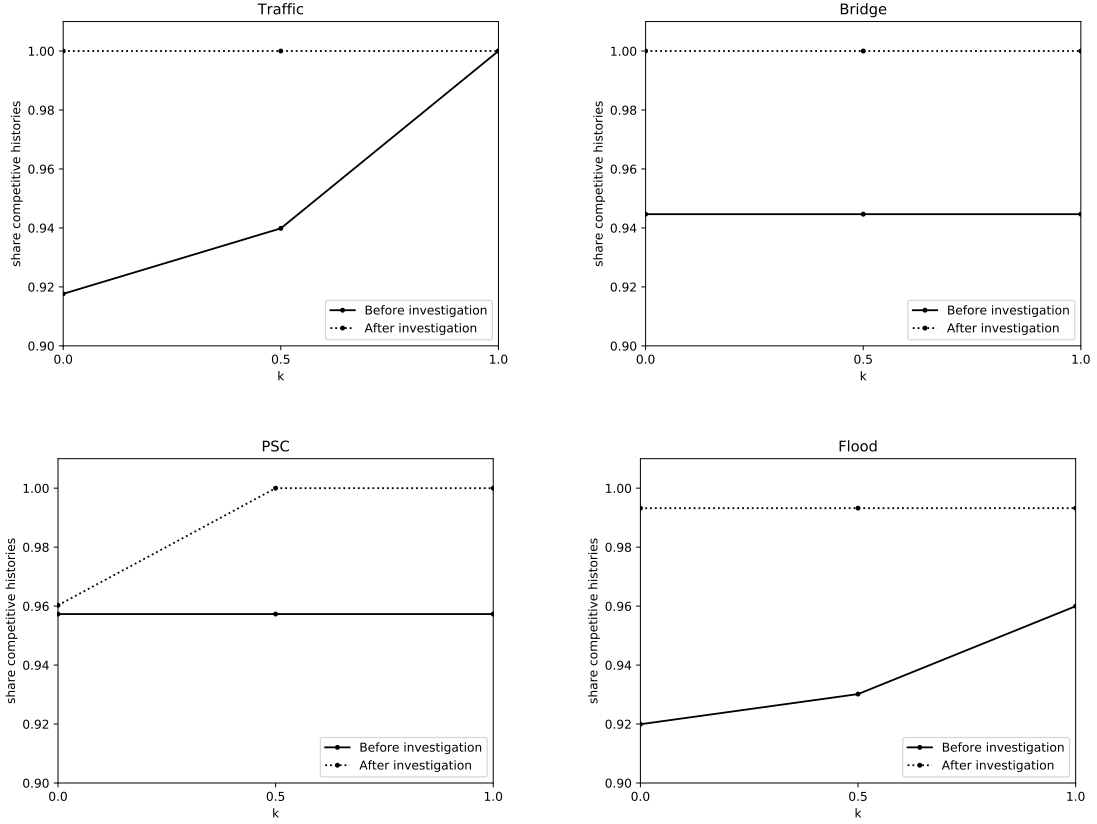 Traffic
share competitive histories
1.00
0.98
0.96
0.94
0.92
0.90
Before investigation
After investigation
0.0 0.5 1.0
k
Bridge
share competitive histories
1.00
0.98
0.96
0.94
0.92
0.90
Before investigation
After investigation
0.0 0.5 1.0
k
PSC
share competitive histories
1.00
0.98
0.96
0.94
0.92
0.90
Before investigation
After investigation
0.0 0.5 1.0
k
Flood
share competitive histories
1.00
0.98
0.96
0.94
0.92
0.90
Before investigation
After investigation
0.0 0.5 1.0
k